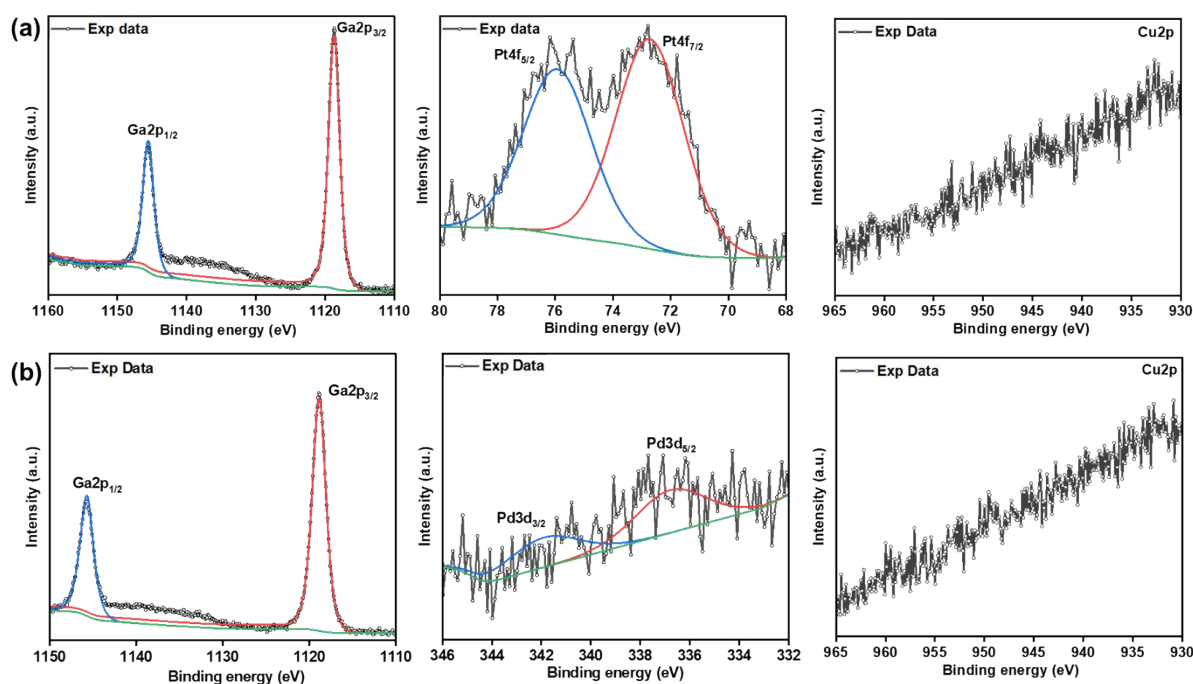 (a)
Exp data
Ga2p3/2
Ga2p1/2
Intensity (a.u.)
1160 1150 1140 1130 1120 1110
Binding energy (eV)
Exp data
Pt4f5/2
Pt4f7/2
Intensity (a.u.)
80 78 76 74 72 70 68
Binding energy (eV)
Exp data
Cu2p
Intensity (a.u.)
965 960 955 950 945 940 935 930
Binding energy (eV)
(b)
Exp Data
Ga2p3/2
Ga2p1/2
Intensity (a.u.)
1150 1140 1130 1120 1110
Binding energy (eV)
Exp Data
Pd3d5/2
Pd3d3/2
Intensity (a.u.)
346 344 342 340 338 336 334 332
Binding energy (eV)
Exp Data
Cu2p
Intensity (a.u.)
965 960 955 950 945 940 935 930
Binding energy (eV)